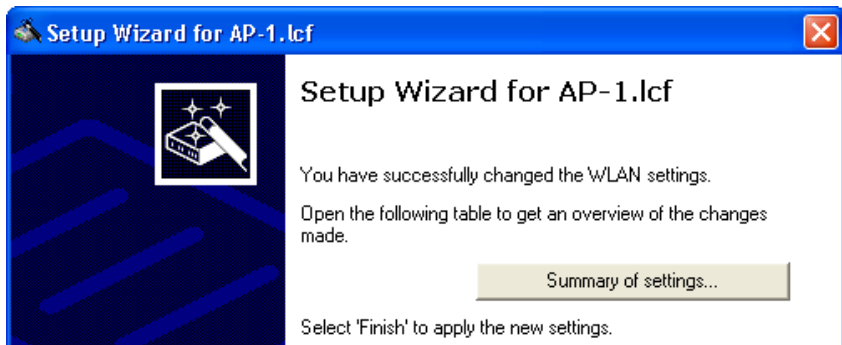 Setup Wizard for AP-1.lcf
Setup Wizard for AP-1.lcf
You have successfully changed the WLAN settings.
Open the following table to get an overview of the changes
made.
Summary of settings...
Select 'Finish' to apply the new settings.